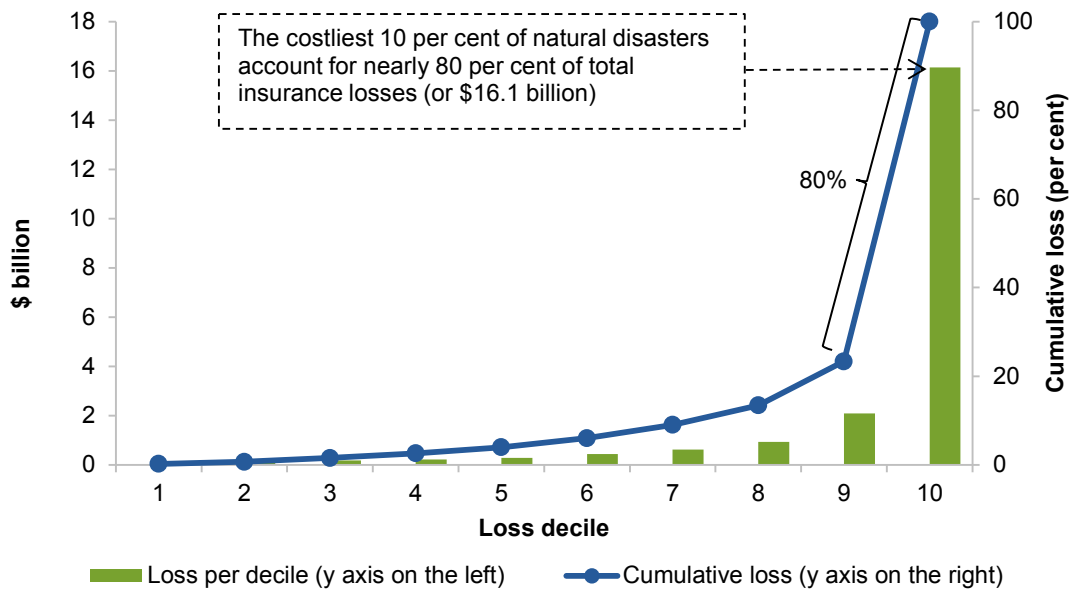 The costliest 10 per cent of natural disasters
account for nearly 80 per cent of total
insurance losses (or $16.1 billion)
18
16
14
12
10
8
6
4
2
0
$ billion
100
80
60
40
20
0
Cumulative loss (per cent)
80%
1 2 3 4 5 6 7 8 9 10
Loss decile
Loss per decile (y axis on the left) Cumulative loss (y axis on the right)